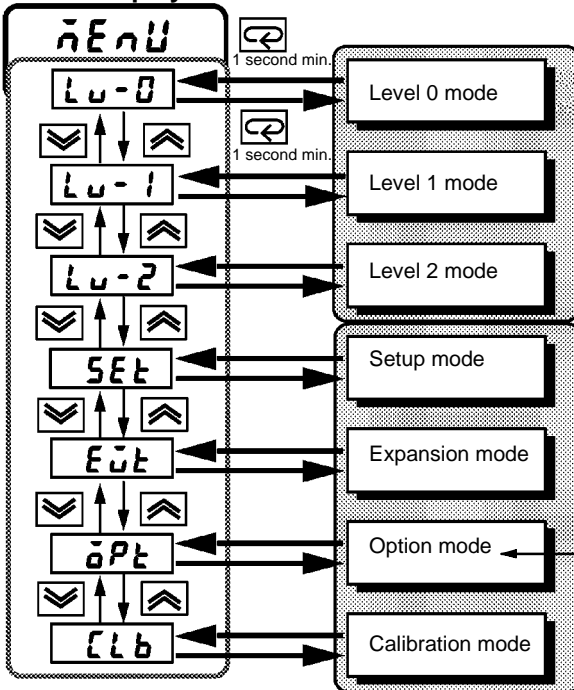 mEnU
1 second min.
Lv-0
Level 0 mode
1 second min.
Lv-1
Level 1 mode
Lv-2
Level 2 mode
SEt
Setup mode
Eüt
Expansion mode
oPt
Option mode
CLb
Calibration mode